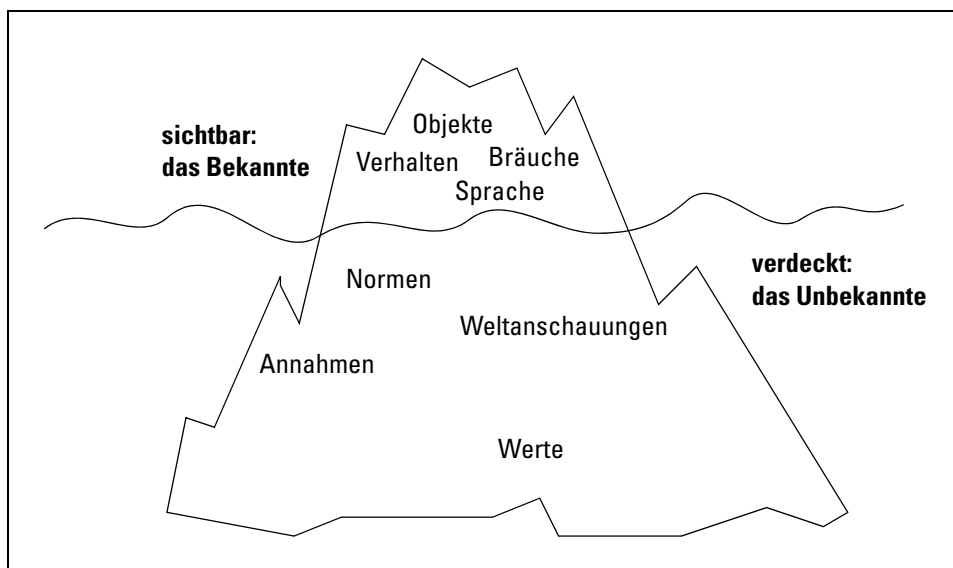 Objekte
sichtbar:
das Bekannte
Verhalten
Bräuche
Sprache
verdeckt:
das Unbekannte
Normen
Weltanschauungen
Annahmen
Werte